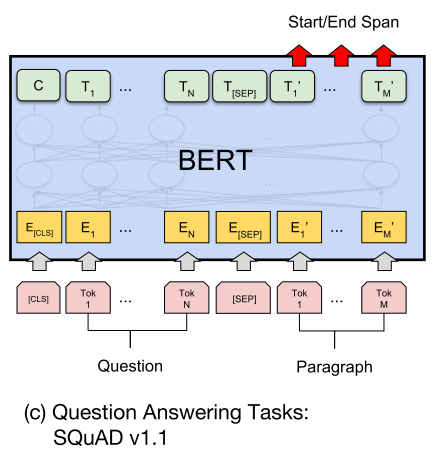 Start/End Span
C T1 ... TN T[SEP] T1' ... TM'
...
BERT
...
E[CLS] E1 ... EN E[SEP] E1' ... EM'
[CLS] Tok 1 ... Tok N [SEP] Tok 1 ... Tok M
Question Paragraph
(c) Question Answering Tasks:
SQuAD v1.1